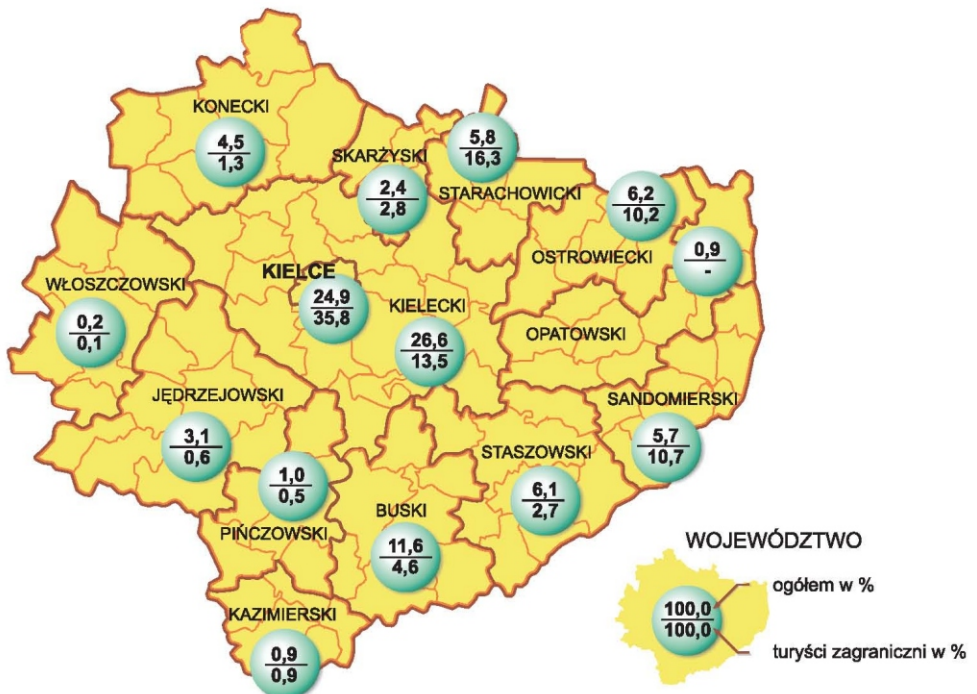 KONECKI
4,5
1,3
SKARŻYSKI
2,4
2,8
5,8
16,3
STARACHOWICKI
6,2
10,2
OSTROWIECKI
0,9
-
WŁOSZCZOWSKI
0,2
0,1
KIELCE
24,9
35,8
KIELECKI
26,6
13,5
OPATOWSKI
JĘDRZEJOWSKI
3,1
0,6
SANDOMIERSKI
5,7
10,7
1,0
0,5
PIŃCZOWSKI
BUSKI
11,6
4,6
STASZOWSKI
6,1
2,7
KAZIMIERSKI
0,9
0,9
WOJEWÓDZTWO
ogółem w %
100,0
100,0
turyści zagraniczni w %